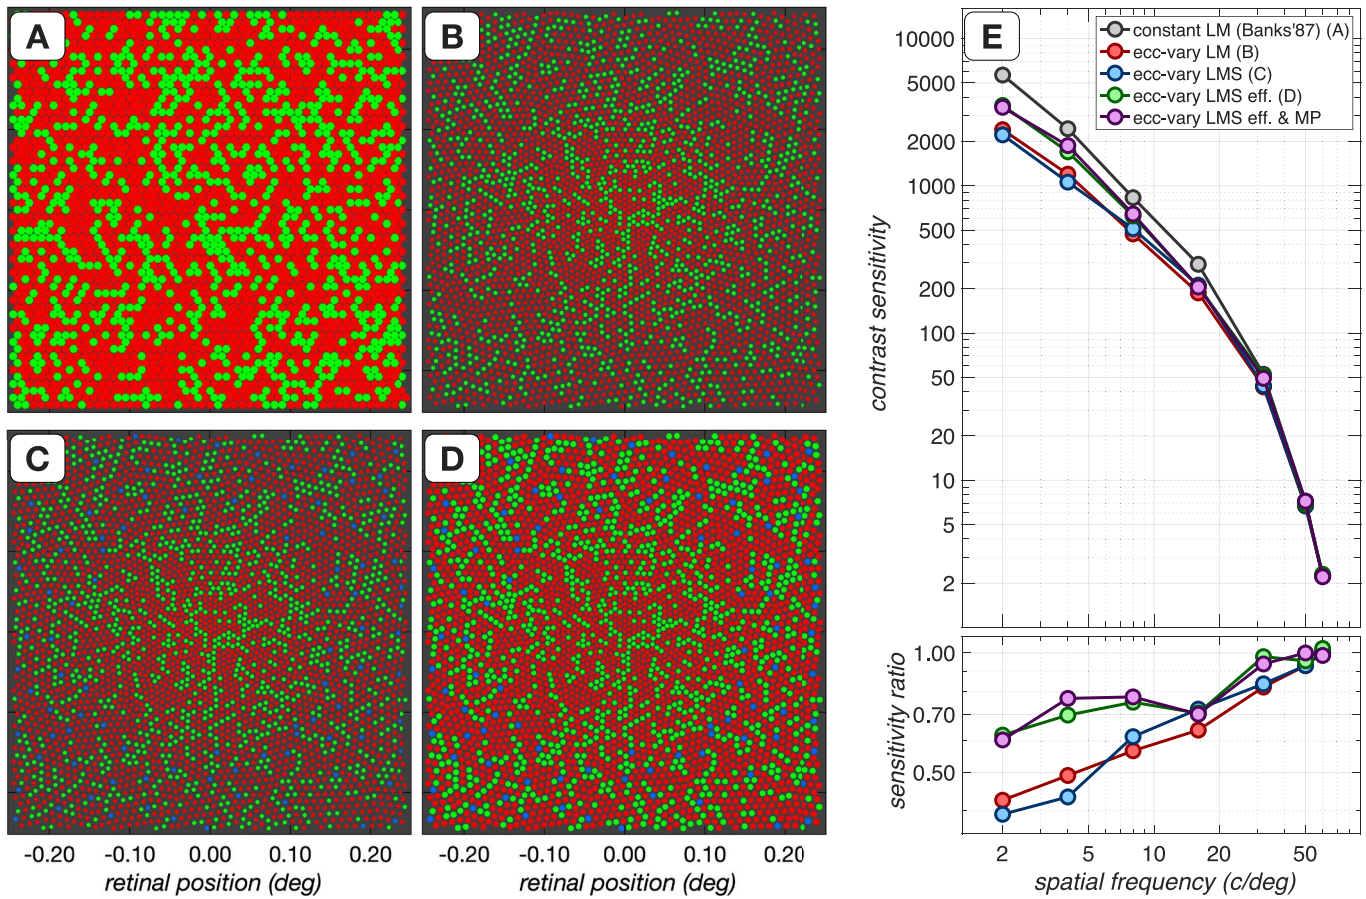 A
B
C
D
-0.20 -0.10 0.00 0.10 0.20
retinal position (deg)
-0.20 -0.10 0.00 0.10 0.20
retinal position (deg)
E
constant LM (Banks'87) (A)
ecc-vary LM (B)
ecc-vary LMS (C)
ecc-vary LMS eff. (D)
ecc-vary LMS eff. & MP
contrast sensitivity
10000
5000
2000
1000
500
200
100
50
20
10
5
2
sensitivity ratio
1.00
0.70
0.50
2 5 10 20 50
spatial frequency (c/deg)